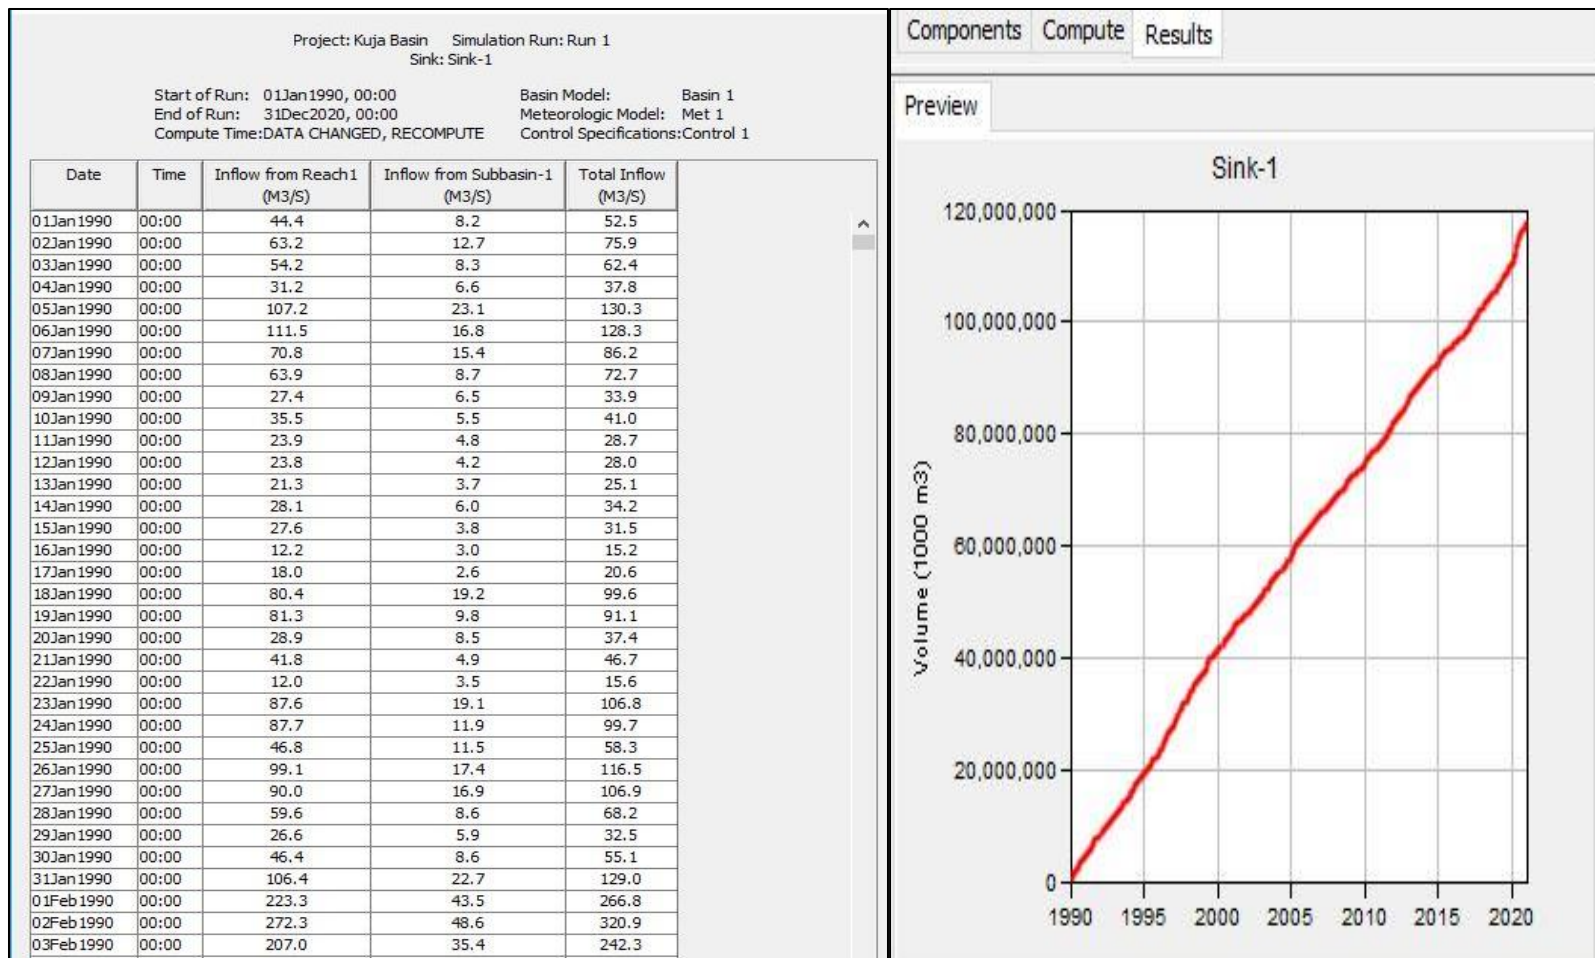 Project: Kuja Basin Simulation Run: Run 1
Sink: Sink-1
Start of Run: 01Jan1990, 00:00 Basin Model: Basin 1
End of Run: 31Dec2020, 00:00 Meteorologic Model: Met 1
Compute Time:DATA CHANGED, RECOMPUTE Control Specifications:Control 1
Date Time Inflow from Reach1 Inflow from Subbasin-1 Total Inflow
(M3/S) (M3/S) (M3/S)
01Jan1990 00:00 44.4 8.2 52.5
02Jan1990 00:00 63.2 12.7 75.9
03Jan1990 00:00 54.2 8.3 62.4
04Jan1990 00:00 31.2 6.6 37.8
05Jan1990 00:00 107.2 23.1 130.3
06Jan1990 00:00 111.5 16.8 128.3
07Jan1990 00:00 70.8 15.4 86.2
08Jan1990 00:00 63.9 8.7 72.7
09Jan1990 00:00 27.4 6.5 33.9
10Jan1990 00:00 35.5 5.5 41.0
11Jan1990 00:00 23.9 4.8 28.7
12Jan1990 00:00 23.8 4.2 28.0
13Jan1990 00:00 21.3 3.7 25.1
14Jan1990 00:00 28.1 6.0 34.2
15Jan1990 00:00 27.6 3.8 31.5
16Jan1990 00:00 12.2 3.0 15.2
17Jan1990 00:00 18.0 2.6 20.6
18Jan1990 00:00 80.4 19.2 99.6
19Jan1990 00:00 81.3 9.8 91.1
20Jan1990 00:00 28.9 8.5 37.4
21Jan1990 00:00 41.8 4.9 46.7
22Jan1990 00:00 12.0 3.5 15.6
23Jan1990 00:00 87.6 19.1 106.8
24Jan1990 00:00 87.7 11.9 99.7
25Jan1990 00:00 46.8 11.5 58.3
26Jan1990 00:00 99.1 17.4 116.5
27Jan1990 00:00 90.0 16.9 106.9
28Jan1990 00:00 59.6 8.6 68.2
29Jan1990 00:00 26.6 5.9 32.5
30Jan1990 00:00 46.4 8.6 55.1
31Jan1990 00:00 106.4 22.7 129.0
01Feb1990 00:00 223.3 43.5 266.8
02Feb1990 00:00 272.3 48.6 320.9
03Feb1990 00:00 207.0 35.4 242.3
Components Compute Results
Preview
Sink-1
Volume (1000 m3)
120,000,000
100,000,000
80,000,000
60,000,000
40,000,000
20,000,000
0
1990 1995 2000 2005 2010 2015 2020